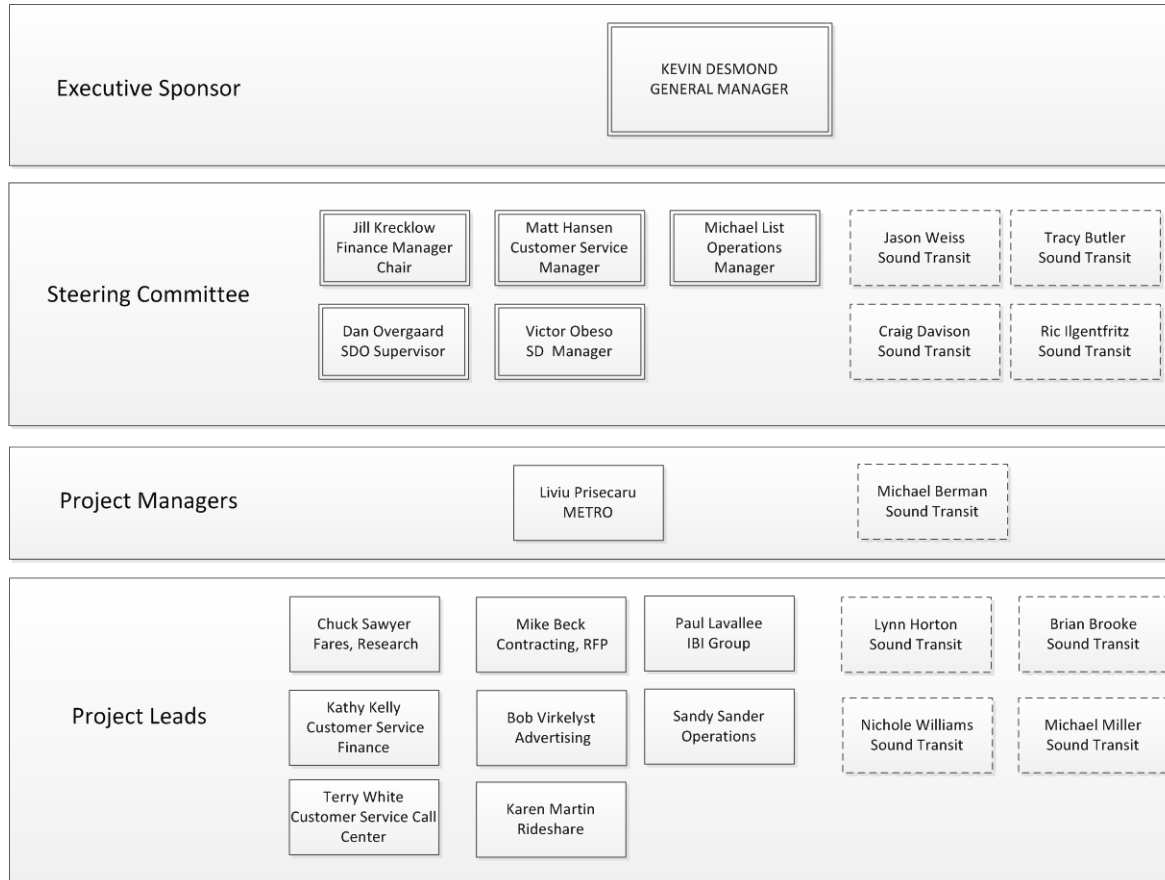 Executive Sponsor
KEVIN DESMOND
GENERAL MANAGER
Steering Committee
Jill Krecklow
Finance Manager
Chair
Matt Hansen
Customer Service
Manager
Michael List
Operations
Manager
Jason Weiss
Sound Transit
Tracy Butler
Sound Transit
Dan Overgaard
SDO Supervisor
Victor Obeso
SD Manager
Craig Davison
Sound Transit
Ric Ilgentfritz
Sound Transit
Project Managers
Liviu Prisecaru
METRO
Michael Berman
Sound Transit
Project Leads
Chuck Sawyer
Fares, Research
Mike Beck
Contracting, RFP
Paul Lavallee
IBI Group
Lynn Horton
Sound Transit
Brian Brooke
Sound Transit
Kathy Kelly
Customer Service
Finance
Bob Virkelyst
Advertising
Sandy Sander
Operations
Nichole Williams
Sound Transit
Michael Miller
Sound Transit
Terry White
Customer Service Call
Center
Karen Martin
Rideshare